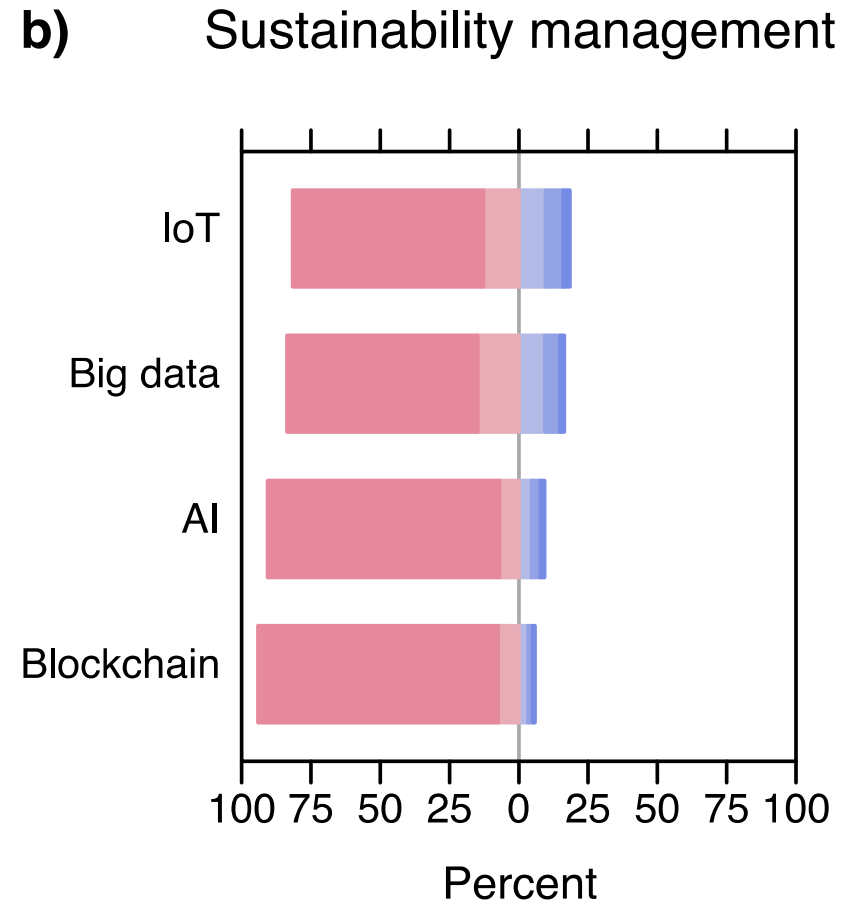 b) Sustainability management
IoT
Big data
AI
Blockchain
100 75 50 25 0 25 50 75 100
Percent